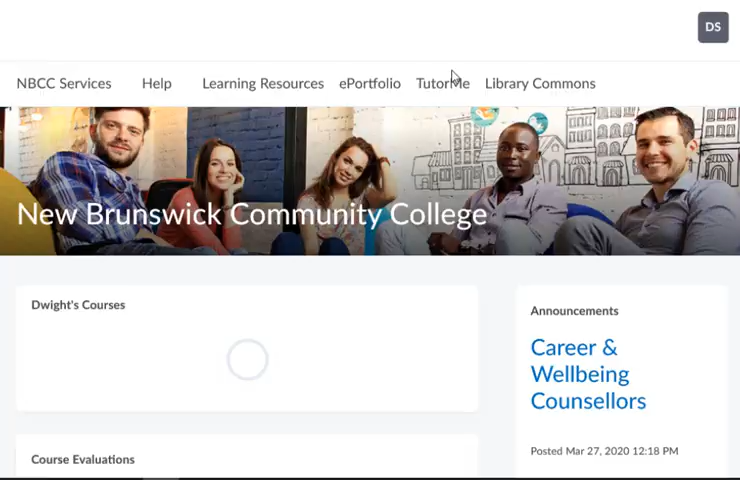 DS
NBCC Services Help Learning Resources ePortfolio TutorMe Library Commons
New Brunswick Community College
Dwight's Courses
Announcements
Career &
Wellbeing
Counsellors
Posted Mar 27, 2020 12:18 PM
Course Evaluations